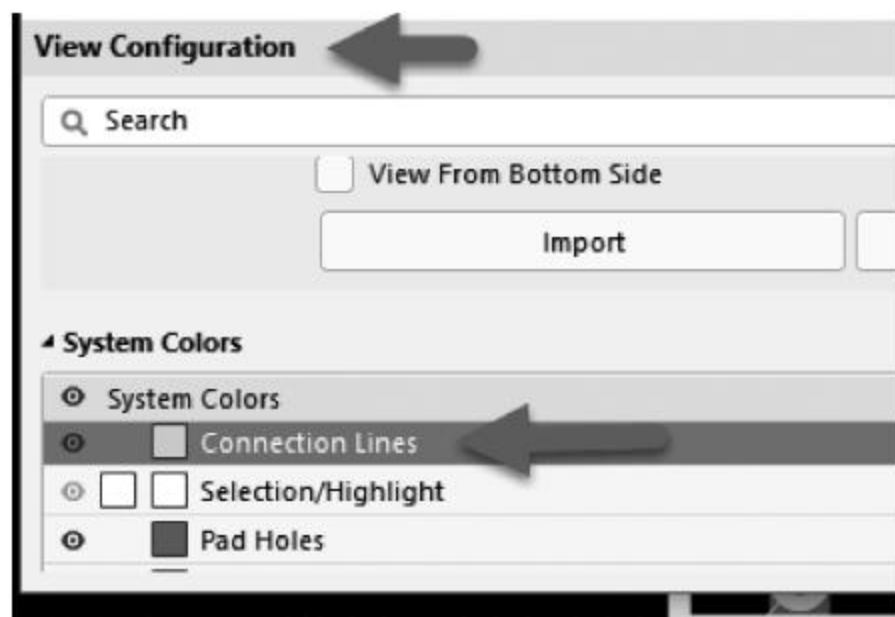 View Configuration
Search
View From Bottom Side
Import
System Colors
System Colors
Connection Lines
Selection/Highlight
Pad Holes